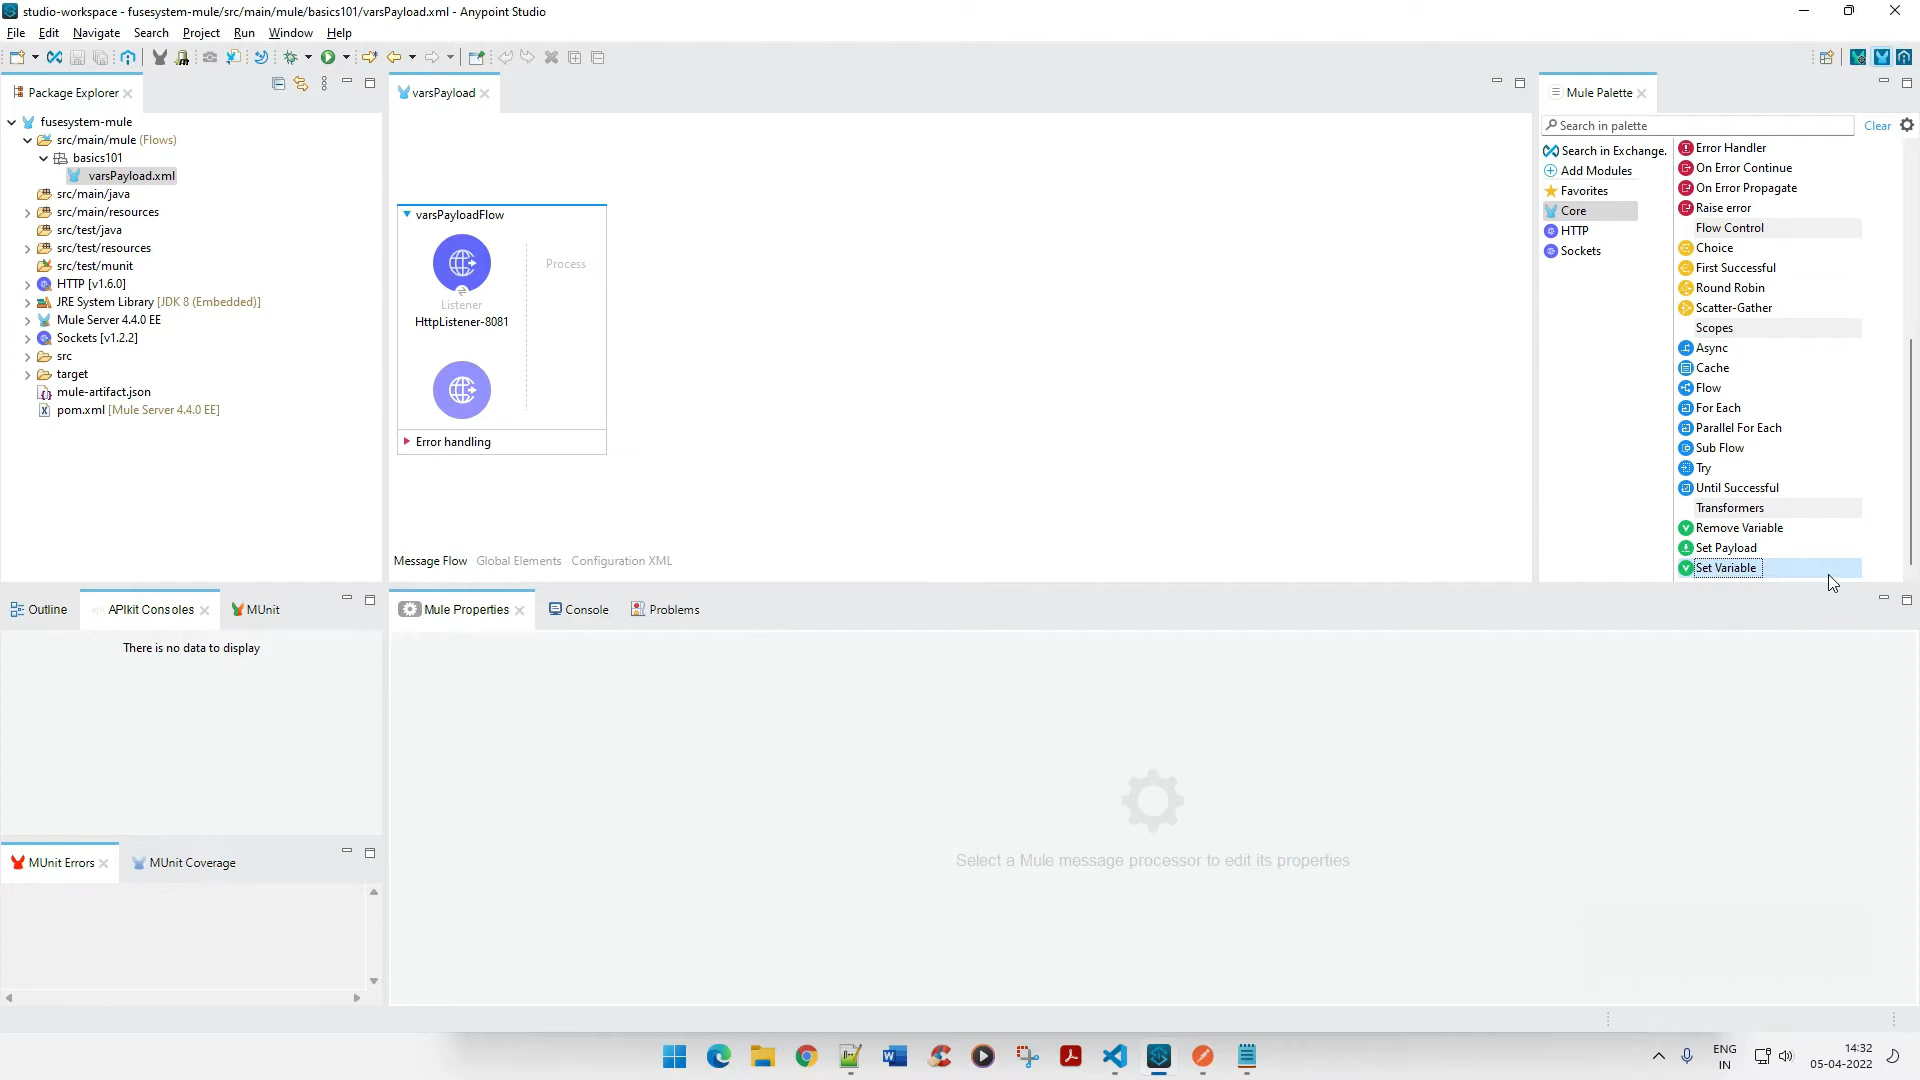 studio-workspace - fusesystem-mule/src/main/mule/basics101/varsPayload.xml - Anypoint Studio
File Edit Navigate Search Project Run Window Help
Package Explorer
fusesystem-mule
src/main/mule (Flows)
basics101
varsPayload.xml
src/main/java
src/main/resources
src/test/java
src/test/resources
src/test/munit
HTTP [v1.6.0]
JRE System Library [JDK 8 (Embedded)]
Mule Server 4.4.0 EE
Sockets [v1.2.2]
src
target
mule-artifact.json
pom.xml [Mule Server 4.4.0 EE]
varsPayload
varsPayloadFlow
Process
Listener
HttpListener-8081
Error handling
Message Flow Global Elements Configuration XML
Mule Palette
Search in palette
Clear
Search in Exchange.
Add Modules
Favorites
Core
HTTP
Sockets
Error Handler
On Error Continue
On Error Propagate
Raise error
Flow Control
Choice
First Successful
Round Robin
Scatter-Gather
Scopes
Async
Cache
Flow
For Each
Parallel For Each
Sub Flow
Try
Until Successful
Transformers
Remove Variable
Set Payload
Set Variable
Outline APIkit Consoles MUnit
There is no data to display
MUnit Errors MUnit Coverage
Mule Properties Console Problems
Select a Mule message processor to edit its properties
ENG
IN
14:32
05-04-2022